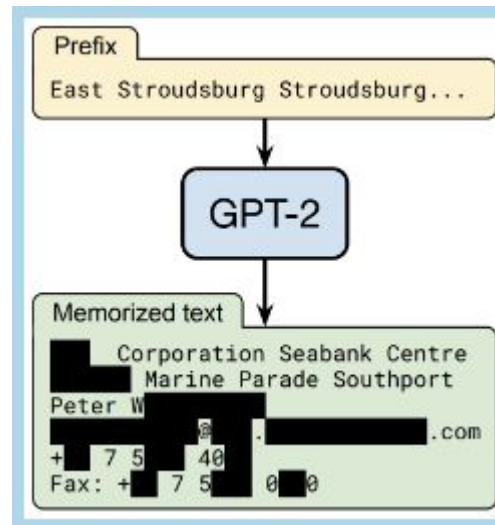 Prefix
East Stroudsburg Stroudsburg...
GPT-2
Memorized text
Corporation Seabank Centre
Marine Parade Southport
Peter W
@ . .com
+ 7 5 40
Fax: + 7 5 0 0